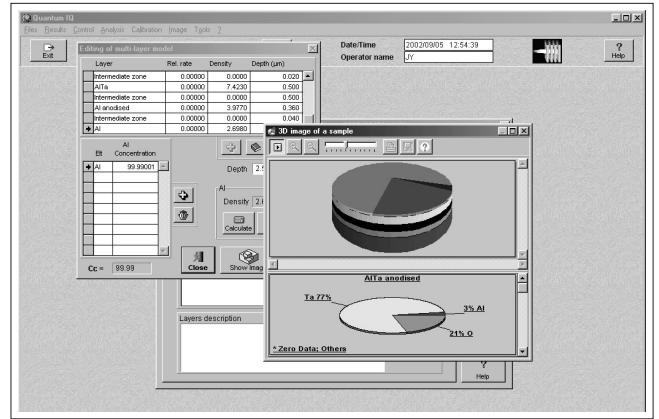 Quantum IQ
Files Results Control Analysis Calibration Image Tools ?
Exit
Date/Time 2002/09/05 12:54:39
Operator name JY
Help
Editing of multi-layer model
Layer Rel. rate Density Depth (µm)
Intermediate zone 0.00000 0.0000 0.020
AlTa 0.00000 7.4230 0.500
Intermediate zone 0.00000 0.0000 0.500
Al anodised 0.00000 3.9770 0.360
Intermediate zone 0.00000 0.0000 0.040
Al 0.00000 2.6980 2.000
Elt Al Concentration
Al 99.99001
Depth
Al
Density
Calculate
Cc = 99.99
Close
Show imag
3D image of a sample
AlTa anodised
Ta 77%
3% Al
21% O
* Zero Data; Others
Layers description
Help